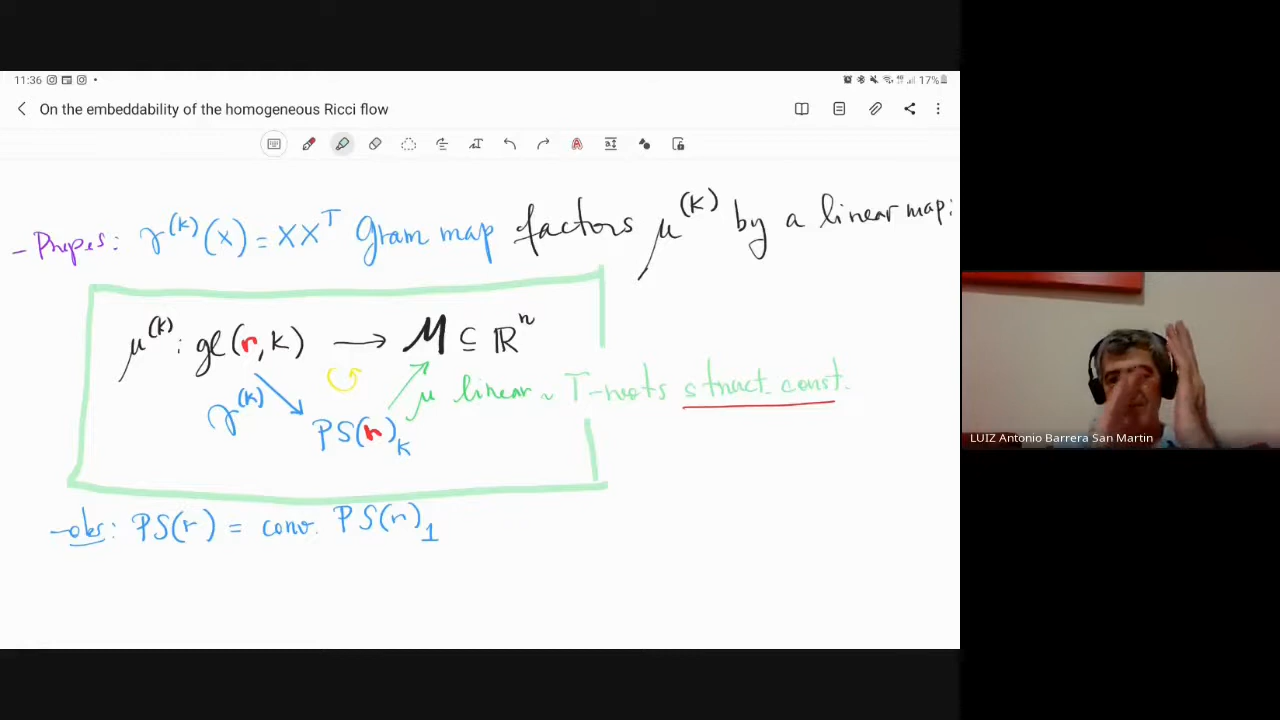 11:36
17%
On the embeddability of the homogeneous Ricci flow
- Propes: γ^(k)(x) = XX^T Gram map factors μ^(k) by a linear map:
μ^(k): gl(r,k) → M ⊆ ℝ^n
γ^(k) μ linear ~ T-roots struct. const.
PS(r)_k
-obs: PS(r) = conv. PS(r)_1
LUIZ Antonio Barrera San Martin